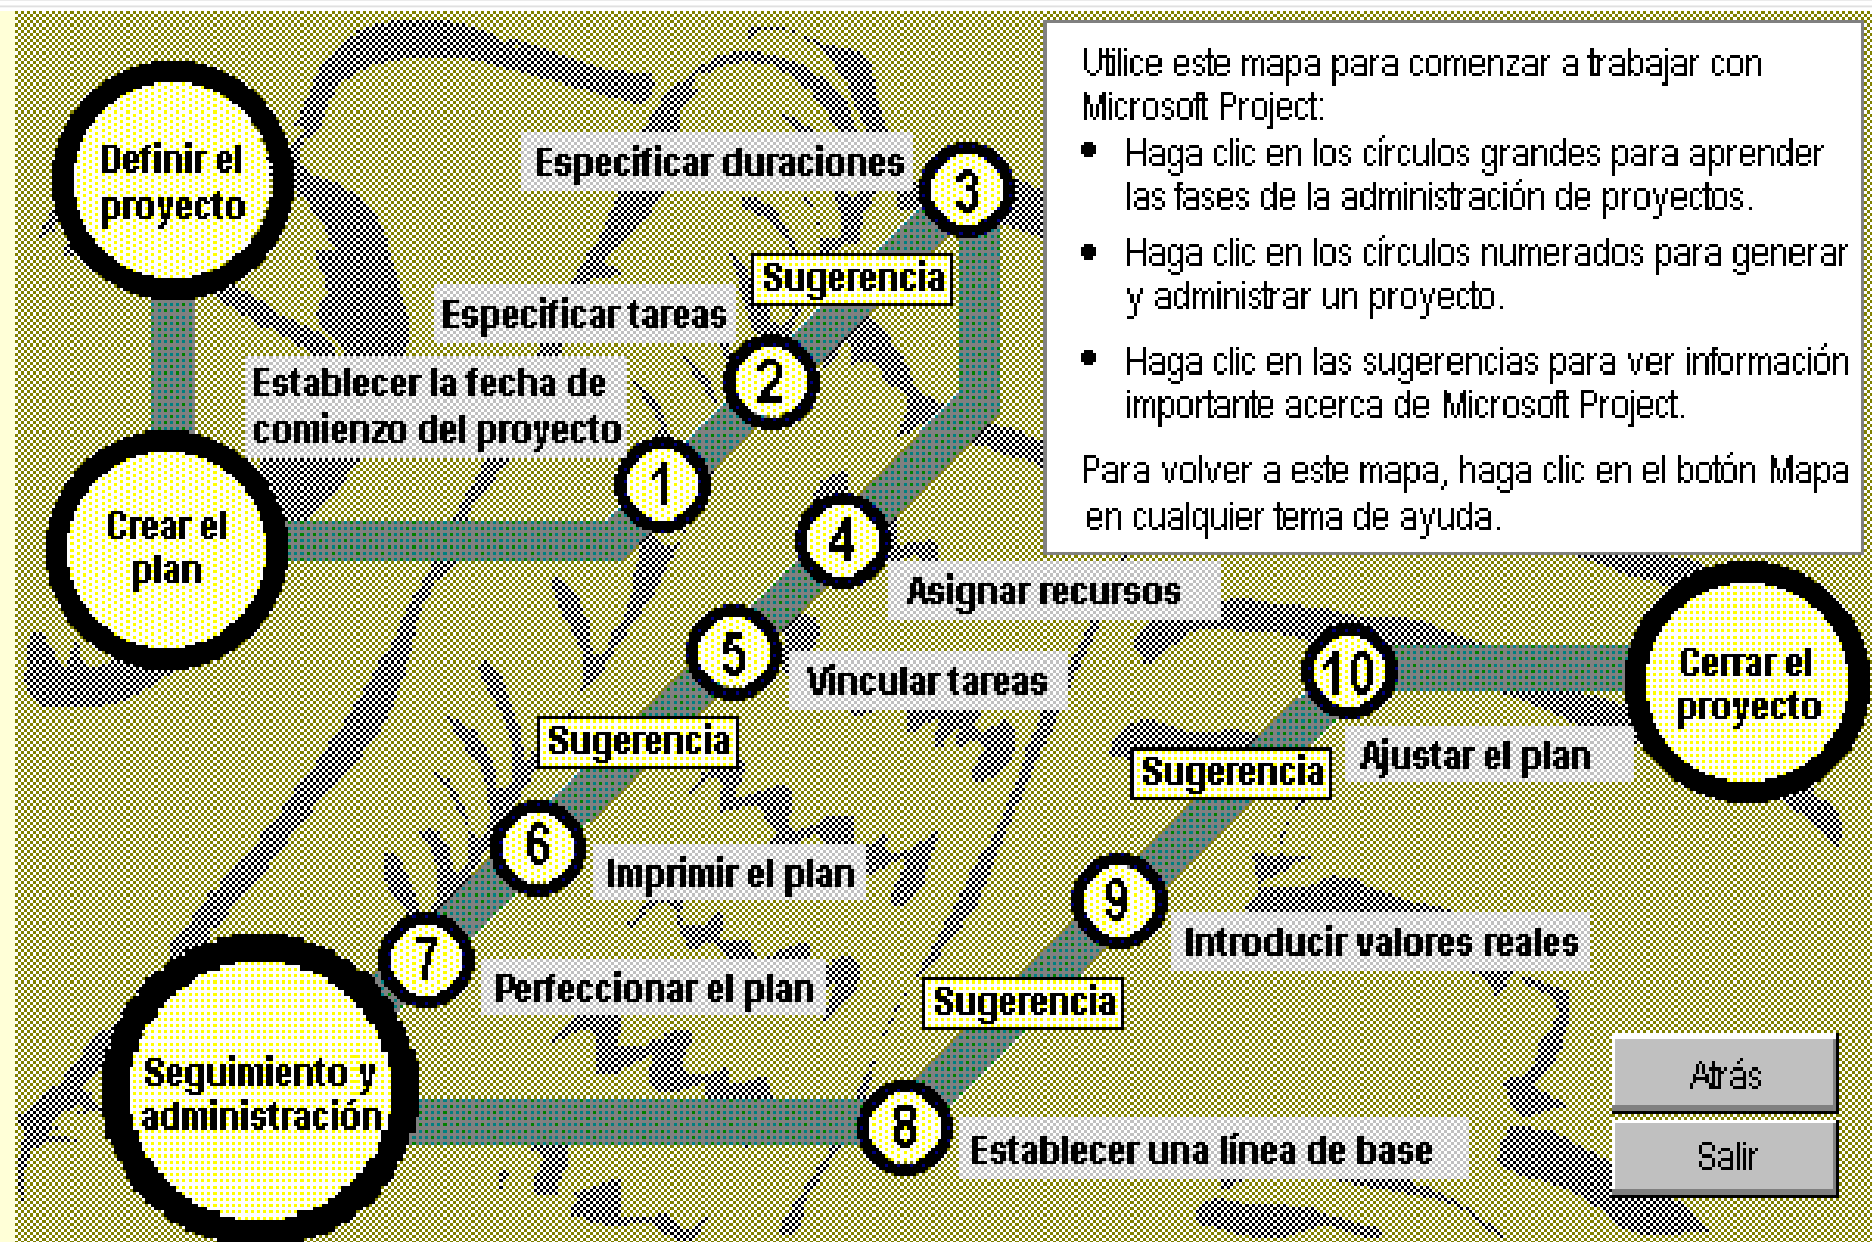 Definir el
proyecto
Crear el
plan
Establecer la fecha de
comienzo del proyecto
1
Especificar tareas
2
Sugerencia
Especificar duraciones
3
4
Asignar recursos
5
Vincular tareas
Sugerencia
6
Imprimir el plan
7
Perfeccionar el plan
Seguimiento y
administración
8
Establecer una línea de base
Sugerencia
9
Introducir valores reales
Sugerencia
10
Ajustar el plan
Cerrar el
proyecto
Utilice este mapa para comenzar a trabajar con
Microsoft Project:
• Haga clic en los círculos grandes para aprender
las fases de la administración de proyectos.
• Haga clic en los círculos numerados para generar
y administrar un proyecto.
• Haga clic en las sugerencias para ver información
importante acerca de Microsoft Project.
Para volver a este mapa, haga clic en el botón Mapa
en cualquier tema de ayuda.
Atrás
Salir